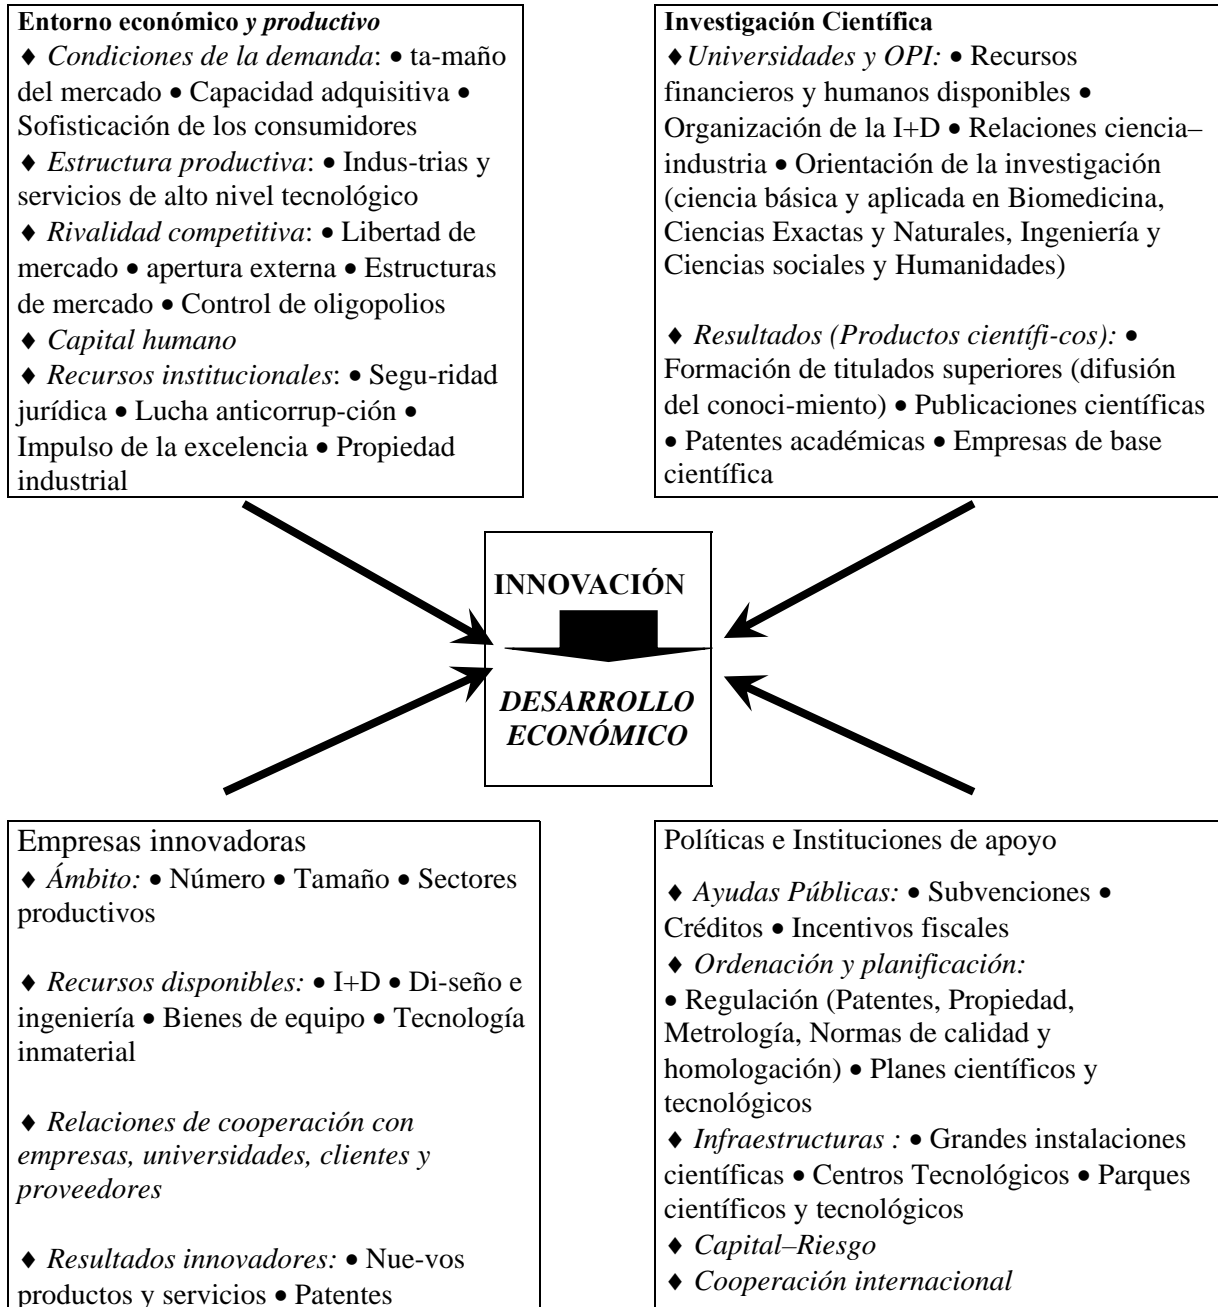 Entorno económico y productivo
♦ Condiciones de la demanda: • ta-maño
del mercado • Capacidad adquisitiva •
Sofisticación de los consumidores
♦ Estructura productiva: • Indus-trias y
servicios de alto nivel tecnológico
♦ Rivalidad competitiva: • Libertad de
mercado • apertura externa • Estructuras
de mercado • Control de oligopolios
♦ Capital humano
♦ Recursos institucionales: • Segu-ridad
jurídica • Lucha anticorrup-ción •
Impulso de la excelencia • Propiedad
industrial
Investigación Científica
♦Universidades y OPI: • Recursos
financieros y humanos disponibles •
Organización de la I+D • Relaciones ciencia–
industria • Orientación de la investigación
(ciencia básica y aplicada en Biomedicina,
Ciencias Exactas y Naturales, Ingeniería y
Ciencias sociales y Humanidades)
♦ Resultados (Productos científi-cos): •
Formación de titulados superiores (difusión
del conoci-miento) • Publicaciones científicas
• Patentes académicas • Empresas de base
científica
INNOVACIÓN
DESARROLLO
ECONÓMICO
Empresas innovadoras
♦ Ámbito: • Número • Tamaño • Sectores
productivos
♦ Recursos disponibles: • I+D • Di-seño e
ingeniería • Bienes de equipo • Tecnología
inmaterial
♦ Relaciones de cooperación con
empresas, universidades, clientes y
proveedores
♦ Resultados innovadores: • Nue-vos
productos y servicios • Patentes
Políticas e Instituciones de apoyo
♦ Ayudas Públicas: • Subvenciones •
Créditos • Incentivos fiscales
♦ Ordenación y planificación:
• Regulación (Patentes, Propiedad,
Metrología, Normas de calidad y
homologación) • Planes científicos y
tecnológicos
♦ Infraestructuras : • Grandes instalaciones
científicas • Centros Tecnológicos • Parques
científicos y tecnológicos
♦ Capital–Riesgo
♦ Cooperación internacional